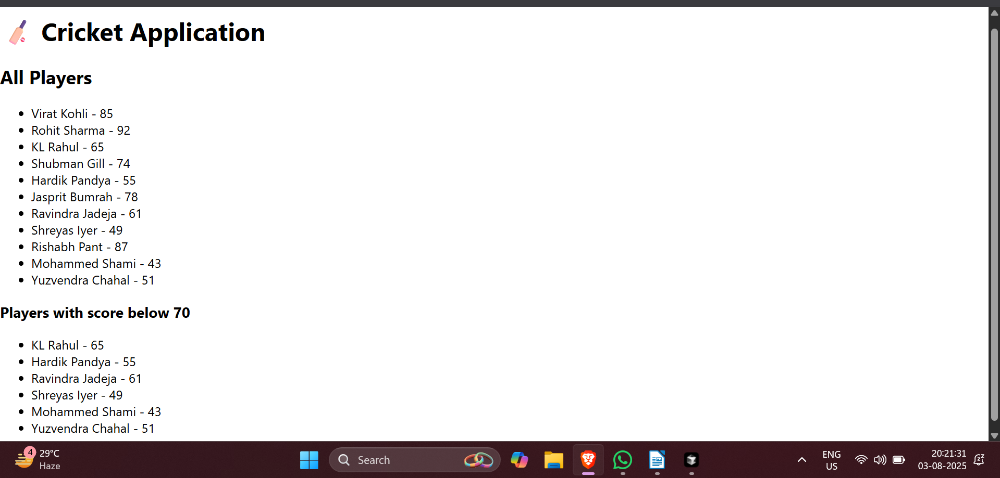 Cricket Application
All Players
Virat Kohli - 85
Rohit Sharma - 92
KL Rahul - 65
Shubman Gill - 74
Hardik Pandya - 55
Jasprit Bumrah - 78
Ravindra Jadeja - 61
Shreyas Iyer - 49
Rishabh Pant - 87
Mohammed Shami - 43
Yuzvendra Chahal - 51
Players with score below 70
KL Rahul - 65
Hardik Pandya - 55
Ravindra Jadeja - 61
Shreyas Iyer - 49
Mohammed Shami - 43
Yuzvendra Chahal - 51
4
29°C
Haze
Search
ENG
US
20:21:31
03-08-2025